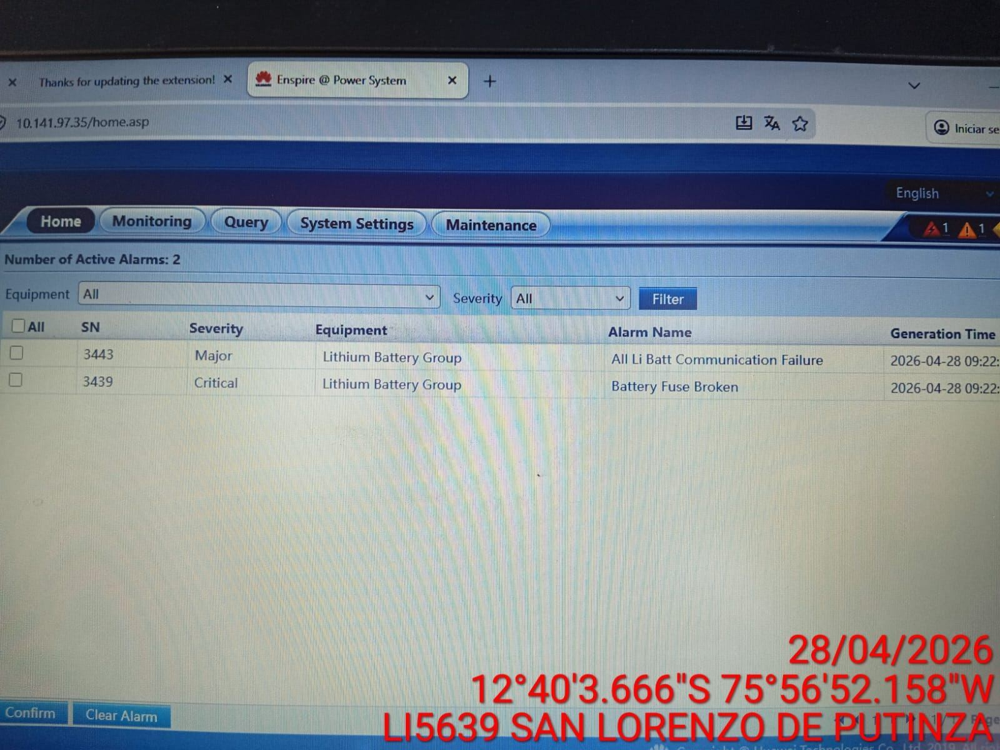 Thanks for updating the extension!
Enspire @ Power System
10.141.97.35/home.asp
Iniciar se
English
Home Monitoring Query System Settings Maintenance
1 1
Number of Active Alarms: 2
Equipment All Severity All Filter
All SN Severity Equipment Alarm Name Generation Time
3443 Major Lithium Battery Group All Li Batt Communication Failure 2026-04-28 09:22:
3439 Critical Lithium Battery Group Battery Fuse Broken 2026-04-28 09:22:
28/04/2026
12°40'3.666"S 75°56'52.158"W
Confirm Clear Alarm
LI5639 SAN LORENZO DE PUTINZA